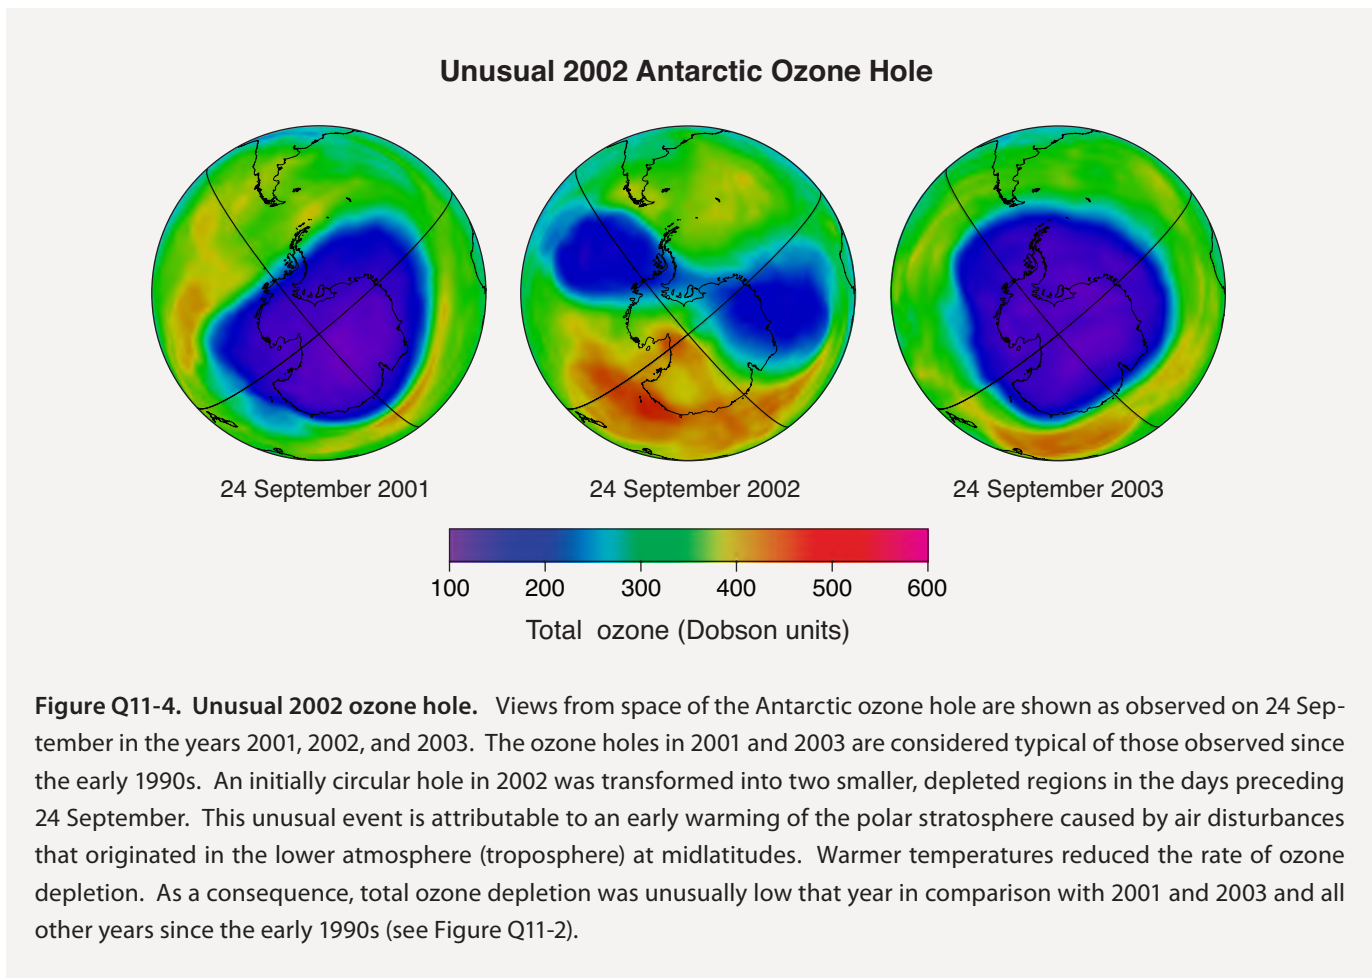 Unusual 2002 Antarctic Ozone Hole
24 September 2001
24 September 2002
24 September 2003
100 200 300 400 500 600
Total ozone (Dobson units)
Figure Q11-4. Unusual 2002 ozone hole. Views from space of the Antarctic ozone hole are shown as observed on 24 Sep-
tember in the years 2001, 2002, and 2003. The ozone holes in 2001 and 2003 are considered typical of those observed since
the early 1990s. An initially circular hole in 2002 was transformed into two smaller, depleted regions in the days preceding
24 September. This unusual event is attributable to an early warming of the polar stratosphere caused by air disturbances
that originated in the lower atmosphere (troposphere) at midlatitudes. Warmer temperatures reduced the rate of ozone
depletion. As a consequence, total ozone depletion was unusually low that year in comparison with 2001 and 2003 and all
other years since the early 1990s (see Figure Q11-2).